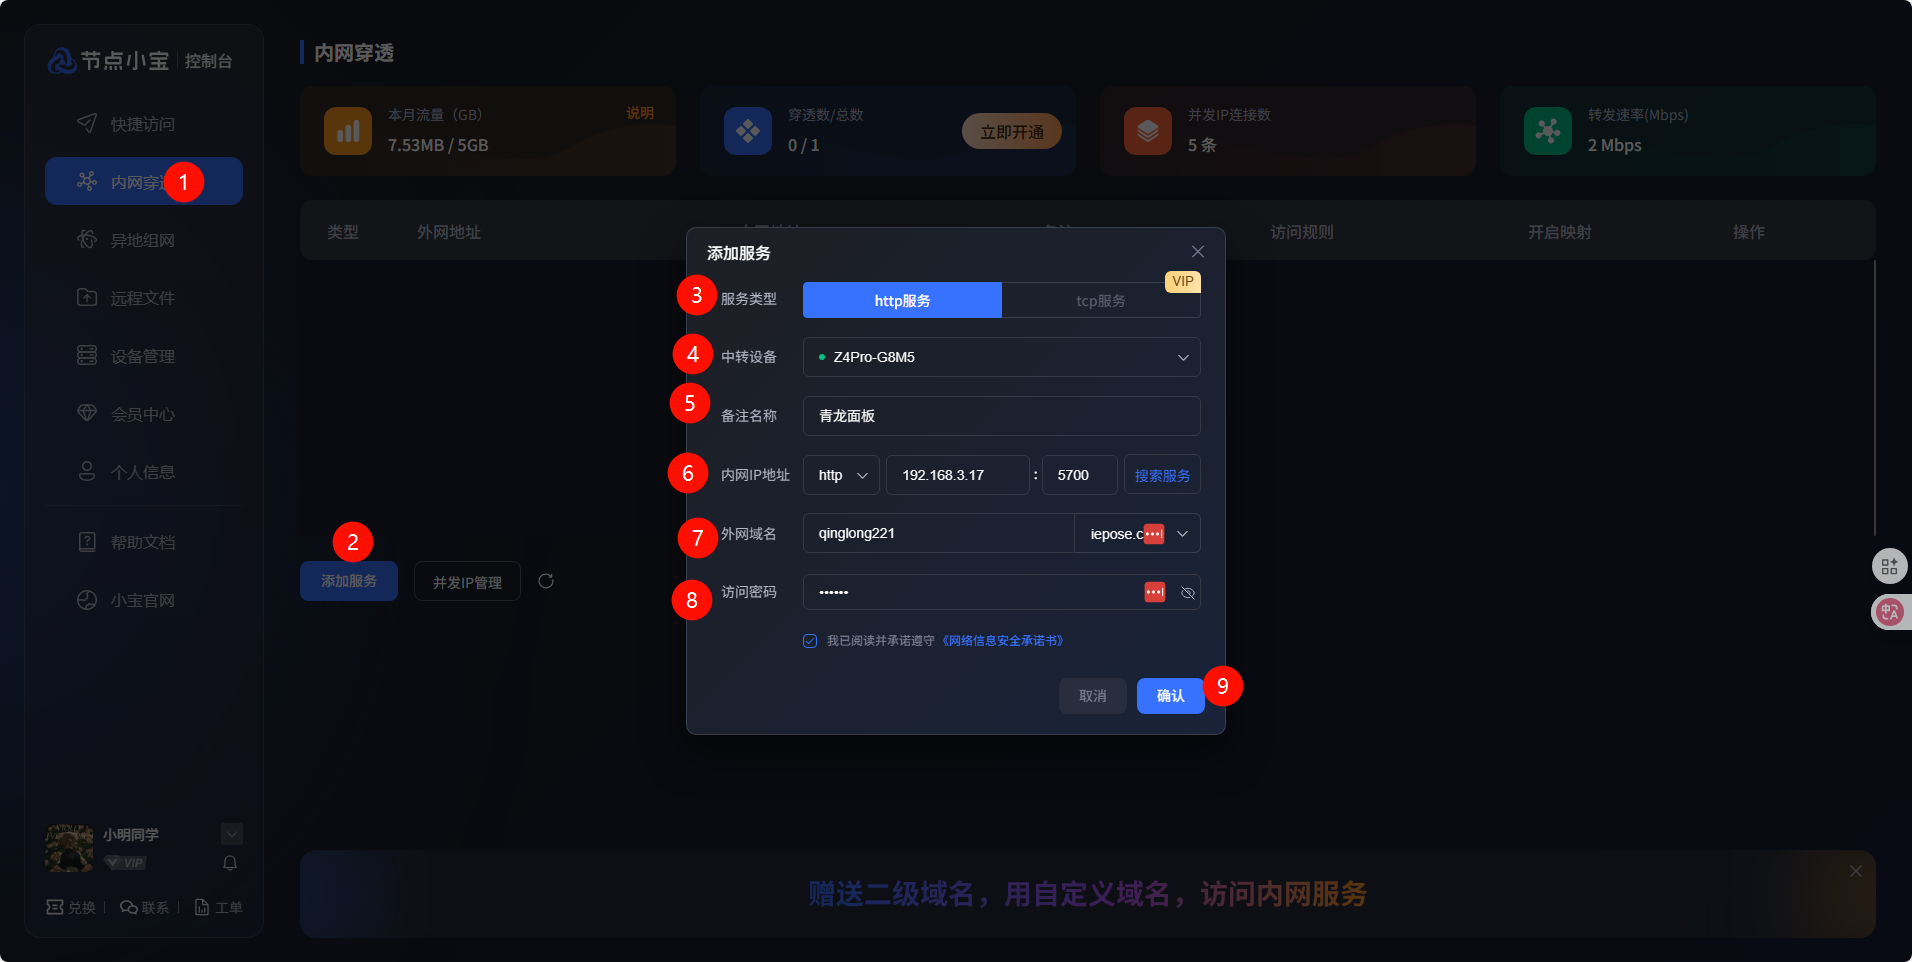 节点小宝 控制台
快捷访问
内网穿
1
异地组网
远程文件
设备管理
会员中心
个人信息
帮助文档
小宝官网
小明同学
VIP
兑换
联系
工单
内网穿透
本月流量（GB）
说明
7.53MB / 5GB
穿透数/总数
0 / 1
立即开通
并发IP连接数
5 条
转发速率(Mbps)
2 Mbps
类型 外网地址 访问规则 开启映射 操作
添加服务
VIP
3 服务类型 http服务 tcp服务
4 中转设备 Z4Pro-G8M5
5 备注名称 青龙面板
6 内网IP地址 http 192.168.3.17 : 5700 搜索服务
7 外网域名 qinglong221 iepose.c
8 访问密码 ••••••
我已阅读并承诺遵守《网络信息安全承诺书》
取消 确认 9
2
添加服务 并发IP管理
赠送二级域名，用自定义域名，访问内网服务